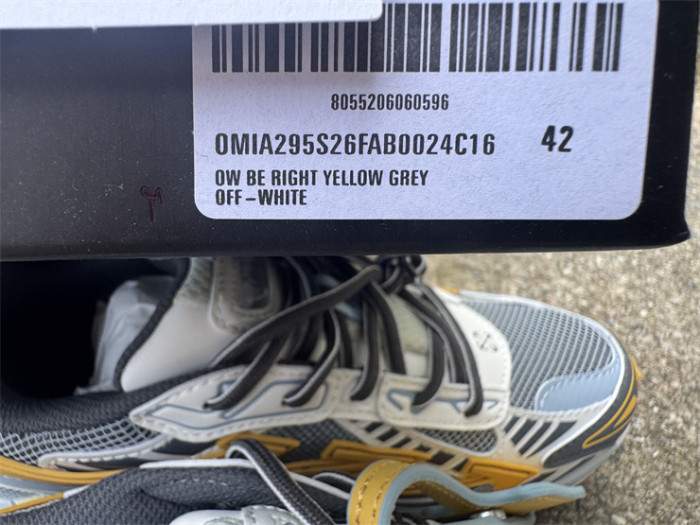 8055206060596
OMIA295S26FAB0024C16 42
OW BE RIGHT YELLOW GREY
OFF-WHITE